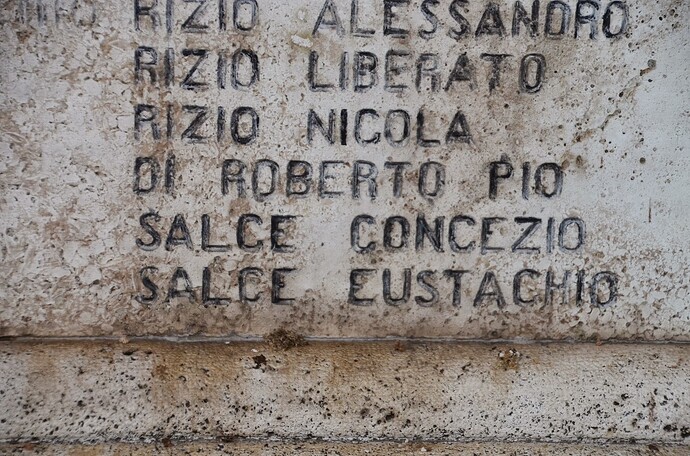 RIZIO ALESSANDRO
RIZIO LIBERATO
RIZIO NICOLA
DI ROBERTO PIO
SALCE CONCEZIO
SALCE EUSTACHIO